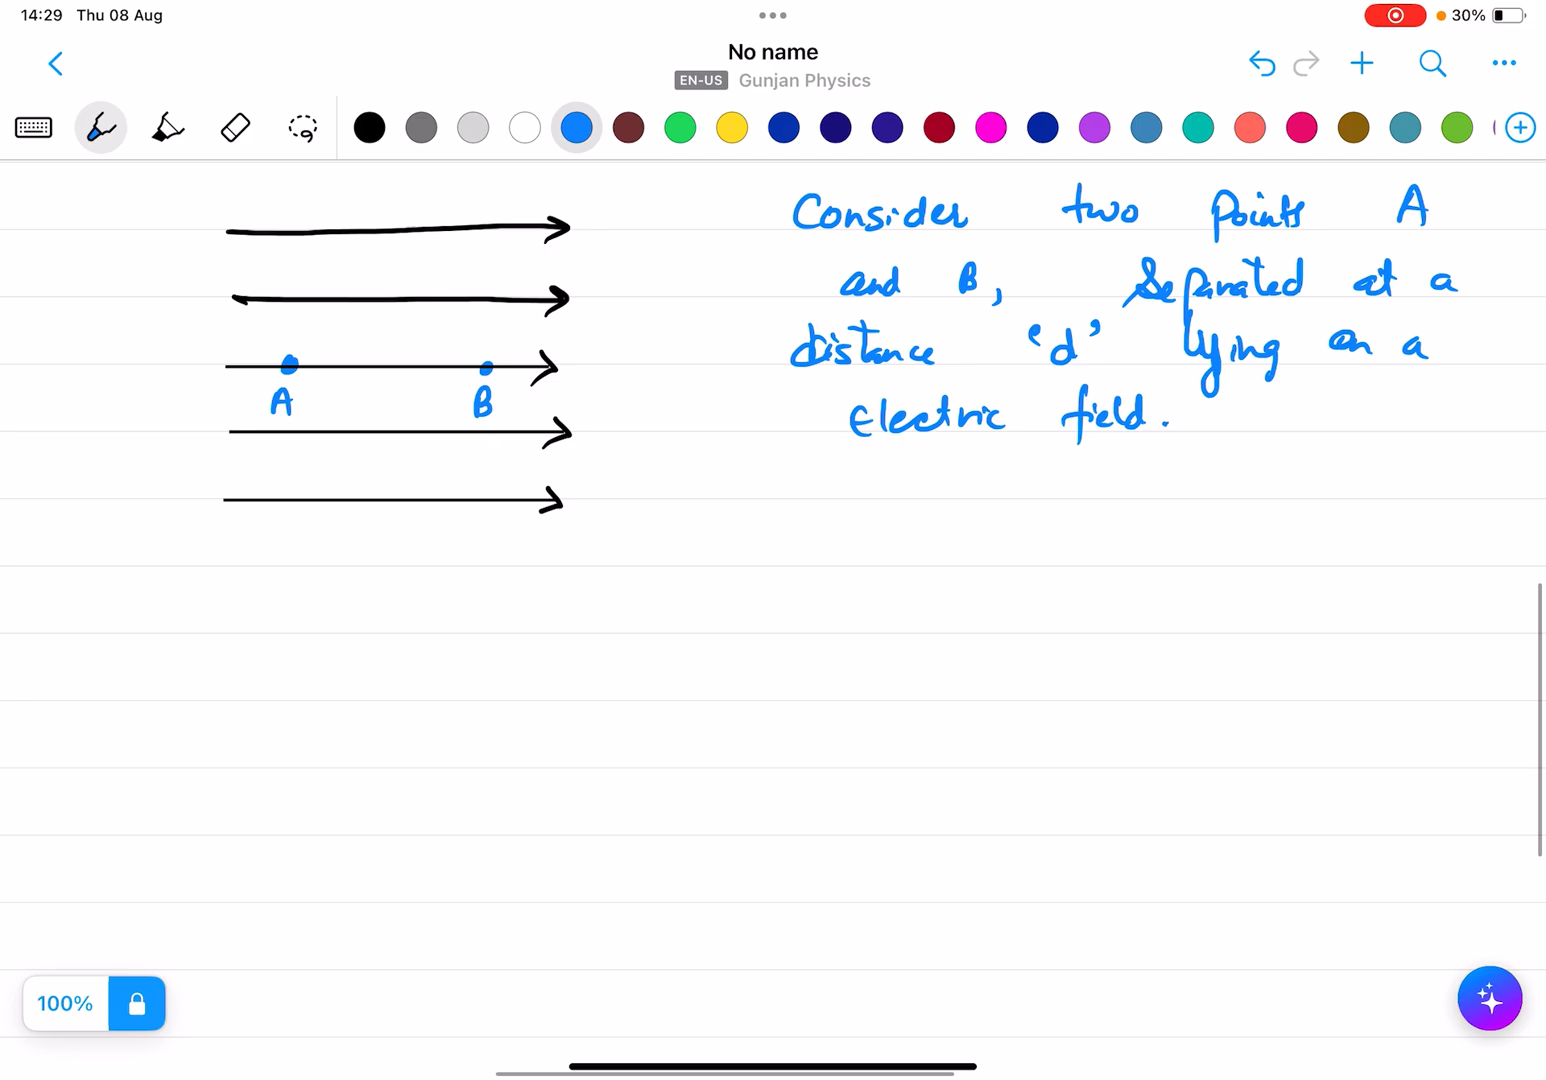 14:29 Thu 08 Aug
30%
No name
EN-US Gunjan Physics
Consider two points A
and B, separated at a
distance 'd' lying on a
Electric field.
A B
100%